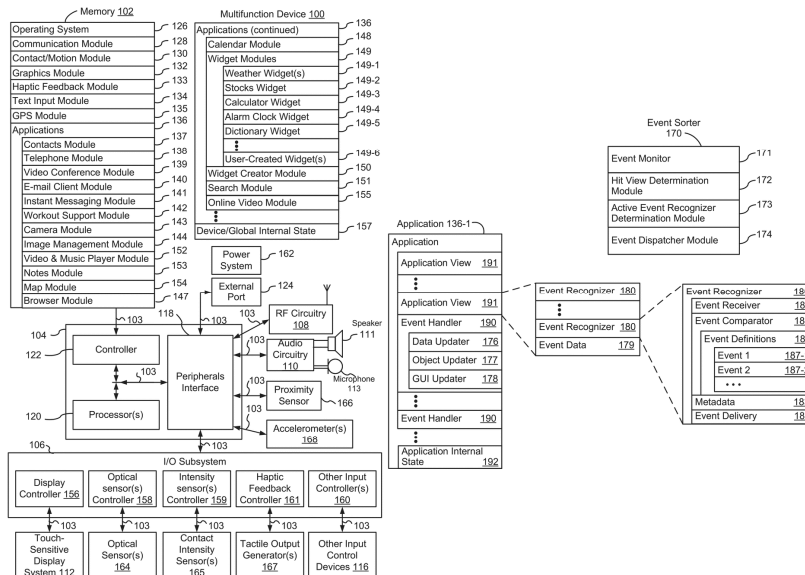 Memory 102
Operating System
126
Communication Module
128
Contact/Motion Module
130
Graphics Module
132
Haptic Feedback Module
133
Text Input Module
134
GPS Module
135
Applications
136
Contacts Module
137
Telephone Module
138
Video Conference Module
139
E-mail Client Module
140
Instant Messaging Module
141
Workout Support Module
142
Camera Module
143
Image Management Module
144
Video & Music Player Module
152
Notes Module
153
Map Module
154
Browser Module
147
Multifunction Device 100
Applications (continued)
136
Calendar Module
148
Widget Modules
149
Weather Widget(s)
149-1
Stocks Widget
149-2
Calculator Widget
149-3
Alarm Clock Widget
149-4
Dictionary Widget
149-5
User-Created Widget(s)
149-6
Widget Creator Module
150
Search Module
151
Online Video Module
155
Device/Global Internal State
157
Power
System
162
External
Port
124
103
103
103
118
104
Controller
122
103
Processor(s)
120
Peripherals
Interface
RF Circuitry
108
103
Audio
Circuitry
110
Speaker
111
Microphone
113
103
Proximity
Sensor
166
103
Accelerometer(s)
168
103
106
I/O Subsystem
Display
Controller 156
Optical
sensor(s)
Controller 158
Intensity
sensor(s)
Controller 159
Haptic
Feedback
Controller 161
Other Input
Controller(s)
160
103
103
103
103
103
Touch-
Sensitive
Display
System 112
Optical
Sensor(s)
164
Contact
Intensity
Sensor(s)
165
Tactile Output
Generator(s)
167
Other Input
Control
Devices 116
Application 136-1
Application
Application View 191
Application View 191
Event Handler 190
Data Updater 176
Object Updater 177
GUI Updater 178
Event Handler 190
Application Internal
State 192
Event Recognizer 180
Event Recognizer 180
Event Data 179
Event Sorter
170
Event Monitor
171
Hit View Determination
Module
172
Active Event Recognizer
Determination Module
173
Event Dispatcher Module
174
Event Recognizer
Event Receiver
Event Comparator
Event Definitions
Event 1
Event 2
Metadata
Event Delivery